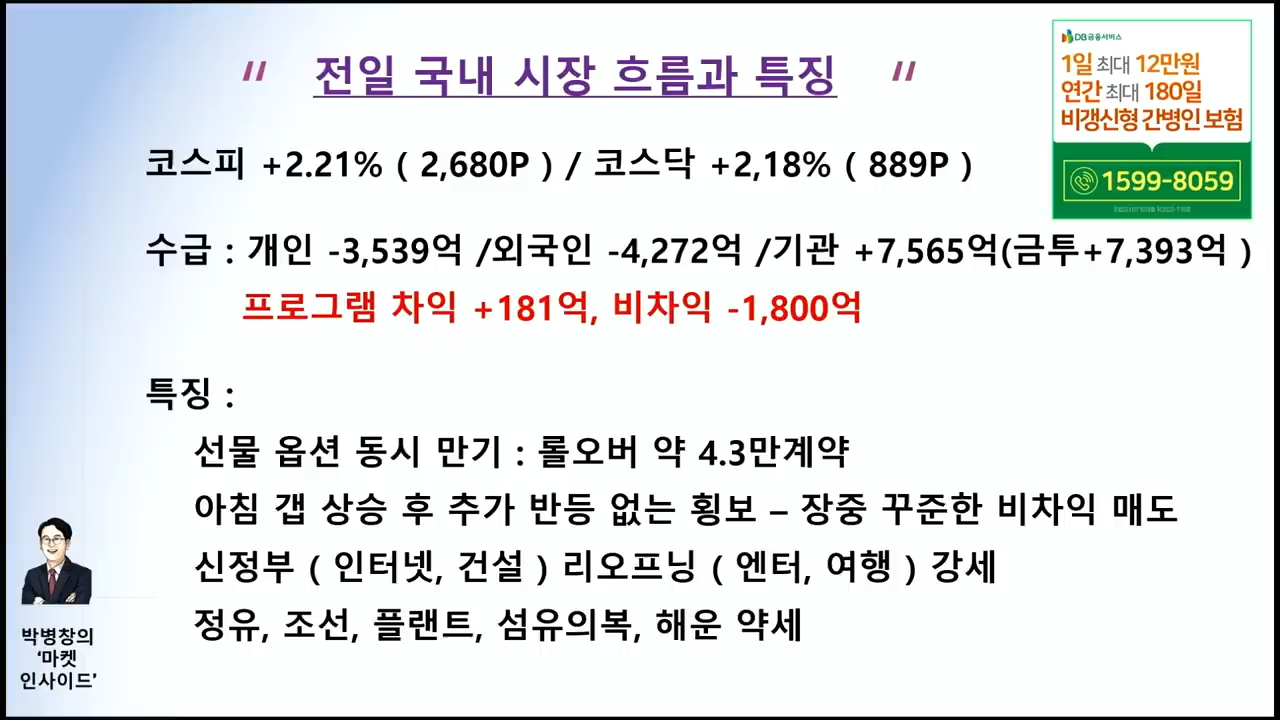 " 전일 국내 시장 흐름과 특징 "
DB금융서비스
1일 최대 12만원
연간 최대 180일
비갱신형 간병인 보험
1599-8059
코스피 +2.21% ( 2,680P ) / 코스닥 +2,18% ( 889P )
수급 : 개인 -3,539억 /외국인 -4,272억 /기관 +7,565억(금투+7,393억 )
프로그램 차익 +181억, 비차익 -1,800억
특징 :
선물 옵션 동시 만기 : 롤오버 약 4.3만계약
아침 갭 상승 후 추가 반등 없는 횡보 – 장중 꾸준한 비차익 매도
신정부 ( 인터넷, 건설 ) 리오프닝 ( 엔터, 여행 ) 강세
정유, 조선, 플랜트, 섬유의복, 해운 약세
박병창의
‘마켓
인사이드’